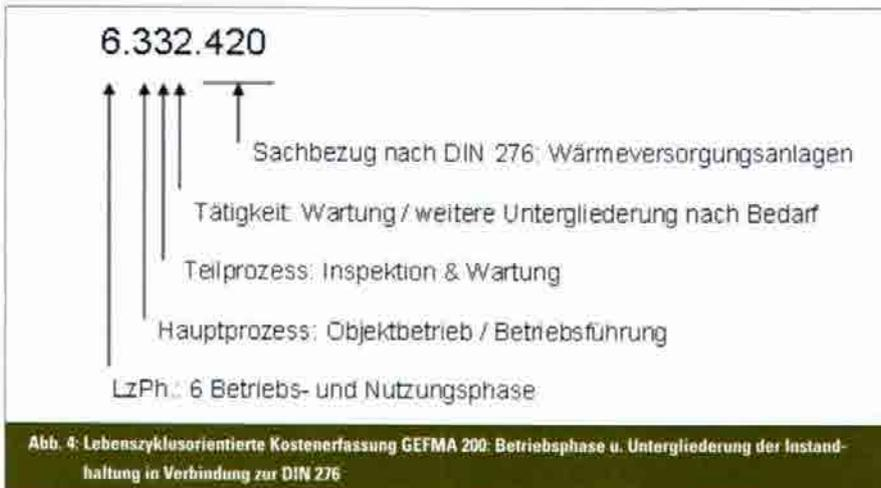 6.332.420
Sachbezug nach DIN 276: Wärmeversorgungsanlagen
Tätigkeit: Wartung / weitere Untergliederung nach Bedarf
Teilprozess: Inspektion & Wartung
Hauptprozess: Objektbetrieb / Betriebsführung
LzPh.: 6 Betriebs- und Nutzungsphase
Abb. 4: Lebenszyklusorientierte Kostenerfassung GEFMA 200: Betriebsphase u. Untergliederung der Instand-
haltung in Verbindung zur DIN 276